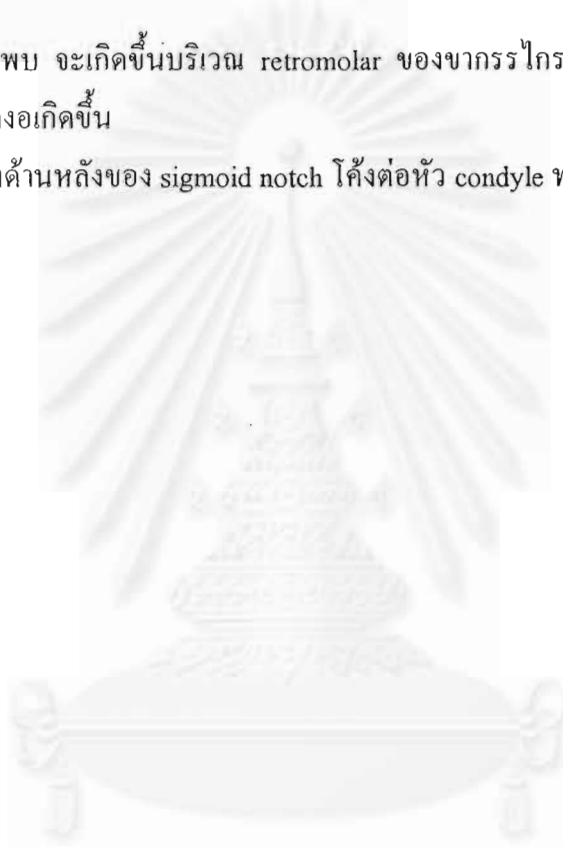 พบ จะเกิดขึ้นบริเวณ retromolar ของขากรรไกร
งอเกิดขึ้น
ด้านหลังของ sigmoid notch โค้งต่อหัว condyle